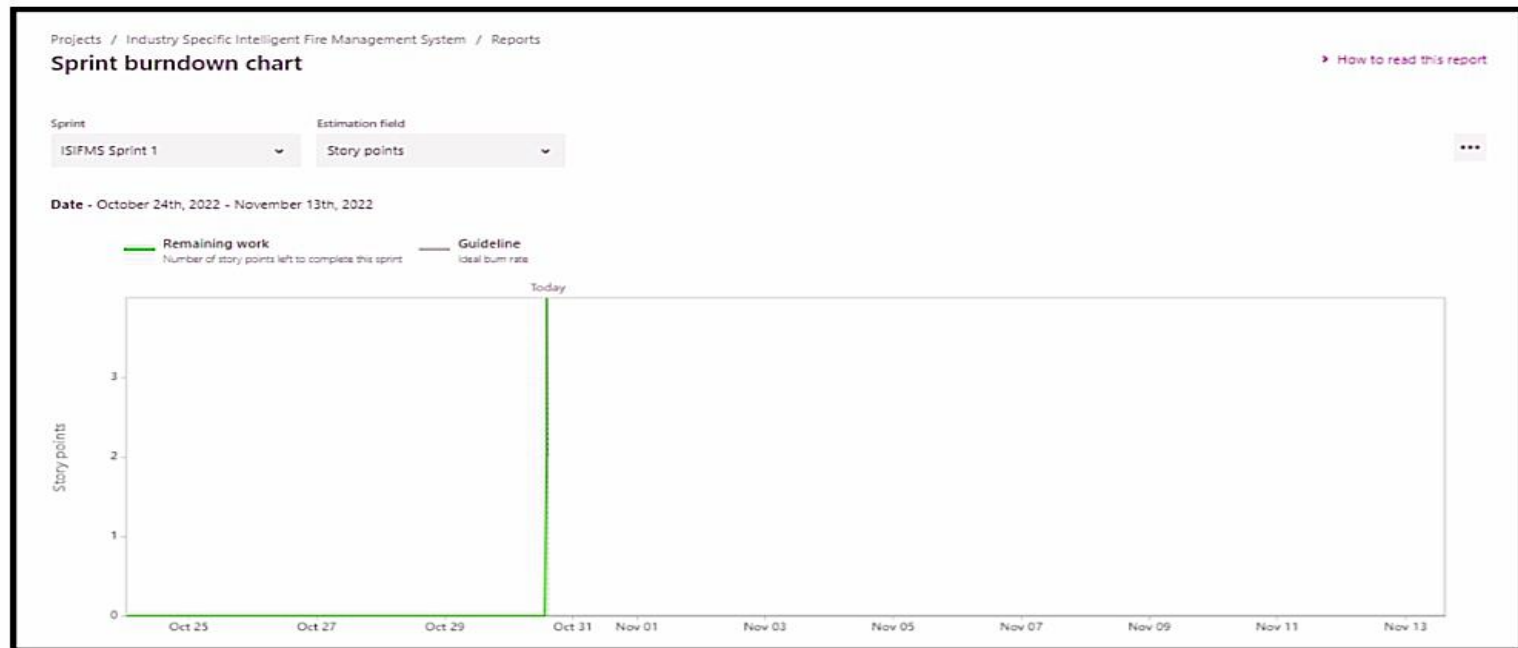 Projects / Industry Specific Intelligent Fire Management System / Reports
Sprint burndown chart
How to read this report
Sprint
Estimation field
ISIFMS Sprint 1
Story points
Date - October 24th, 2022 - November 13th, 2022
Remaining work
Guideline
Number of story points left to complete this sprint
Ideal burn rate
Today
3
2
1
0
Story points
Oct 25 Oct 27 Oct 29 Oct 31 Nov 01 Nov 03 Nov 05 Nov 07 Nov 09 Nov 11 Nov 13